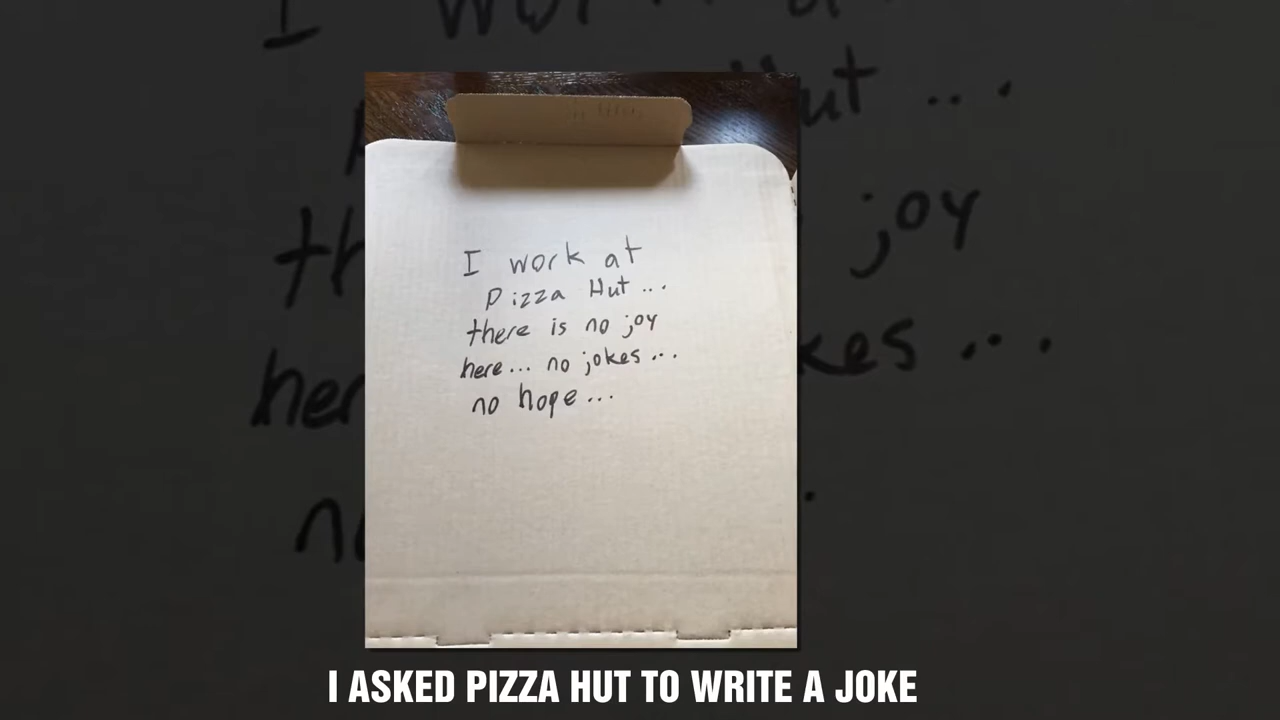 I work at
Pizza Hut...
there is no joy
here... no jokes...
no hope...
I ASKED PIZZA HUT TO WRITE A JOKE